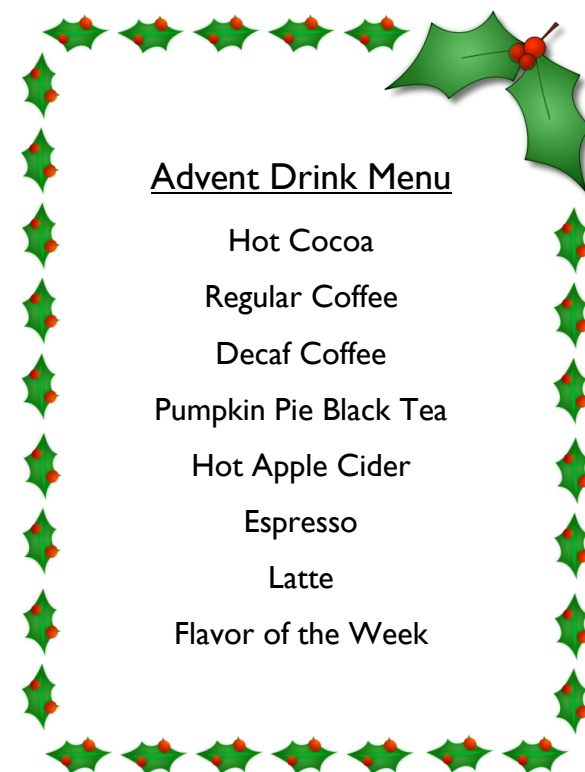 Advent Drink Menu
Hot Cocoa
Regular Coffee
Decaf Coffee
Pumpkin Pie Black Tea
Hot Apple Cider
Espresso
Latte
Flavor of the Week